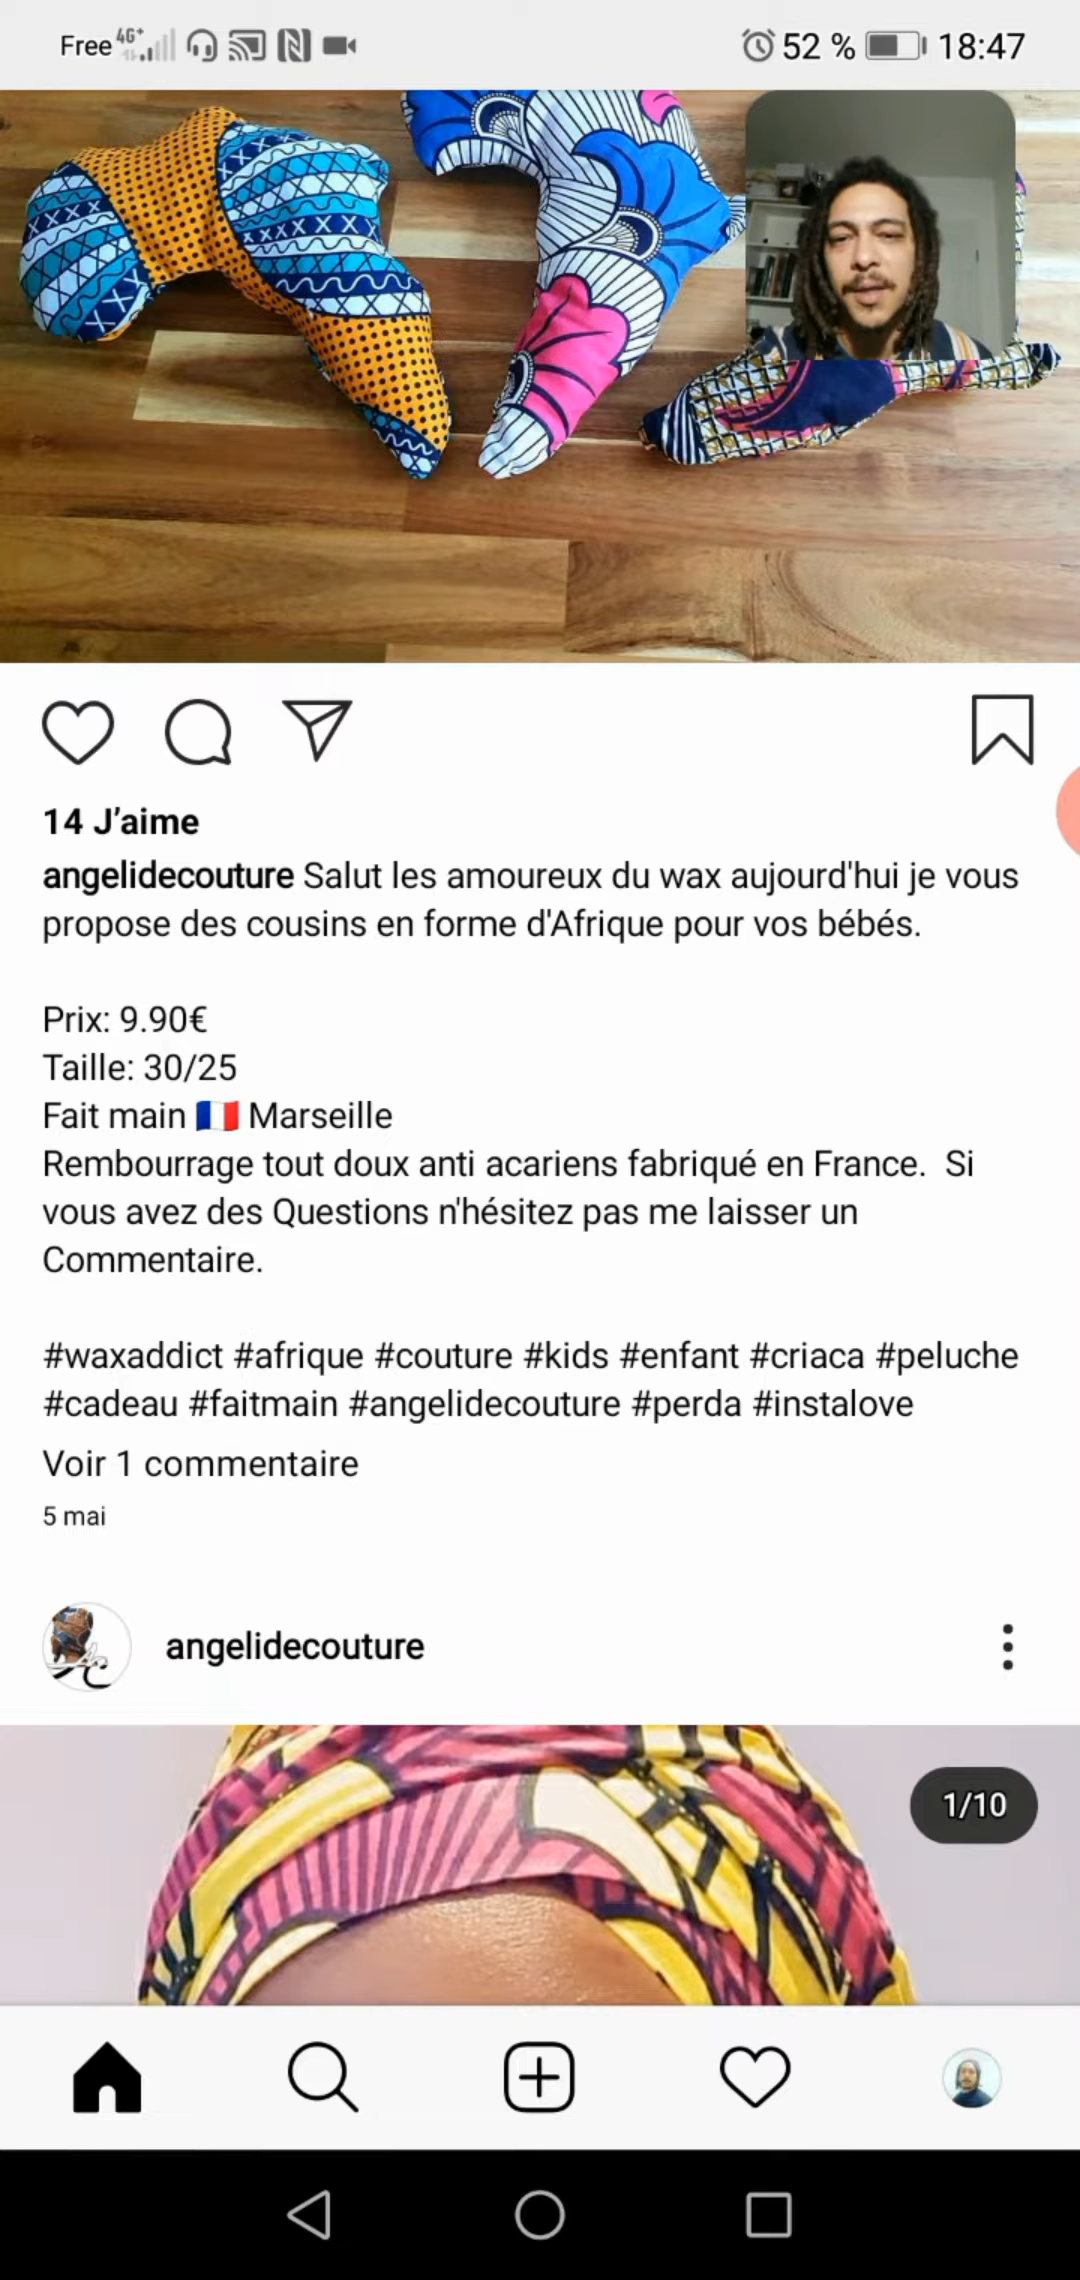 Free 4G+ 52 % 18:47
14 J’aime
angelidecouture Salut les amoureux du wax aujourd'hui je vous
propose des cousins en forme d'Afrique pour vos bébés.
Prix: 9.90€
Taille: 30/25
Fait main 🇫🇷 Marseille
Rembourrage tout doux anti acariens fabriqué en France.  Si
vous avez des Questions n'hésitez pas me laisser un
Commentaire.
#waxaddict #afrique #couture #kids #enfant #criaca #peluche
#cadeau #faitmain #angelidecouture #perda #instalove
Voir 1 commentaire
5 mai
angelidecouture
1/10